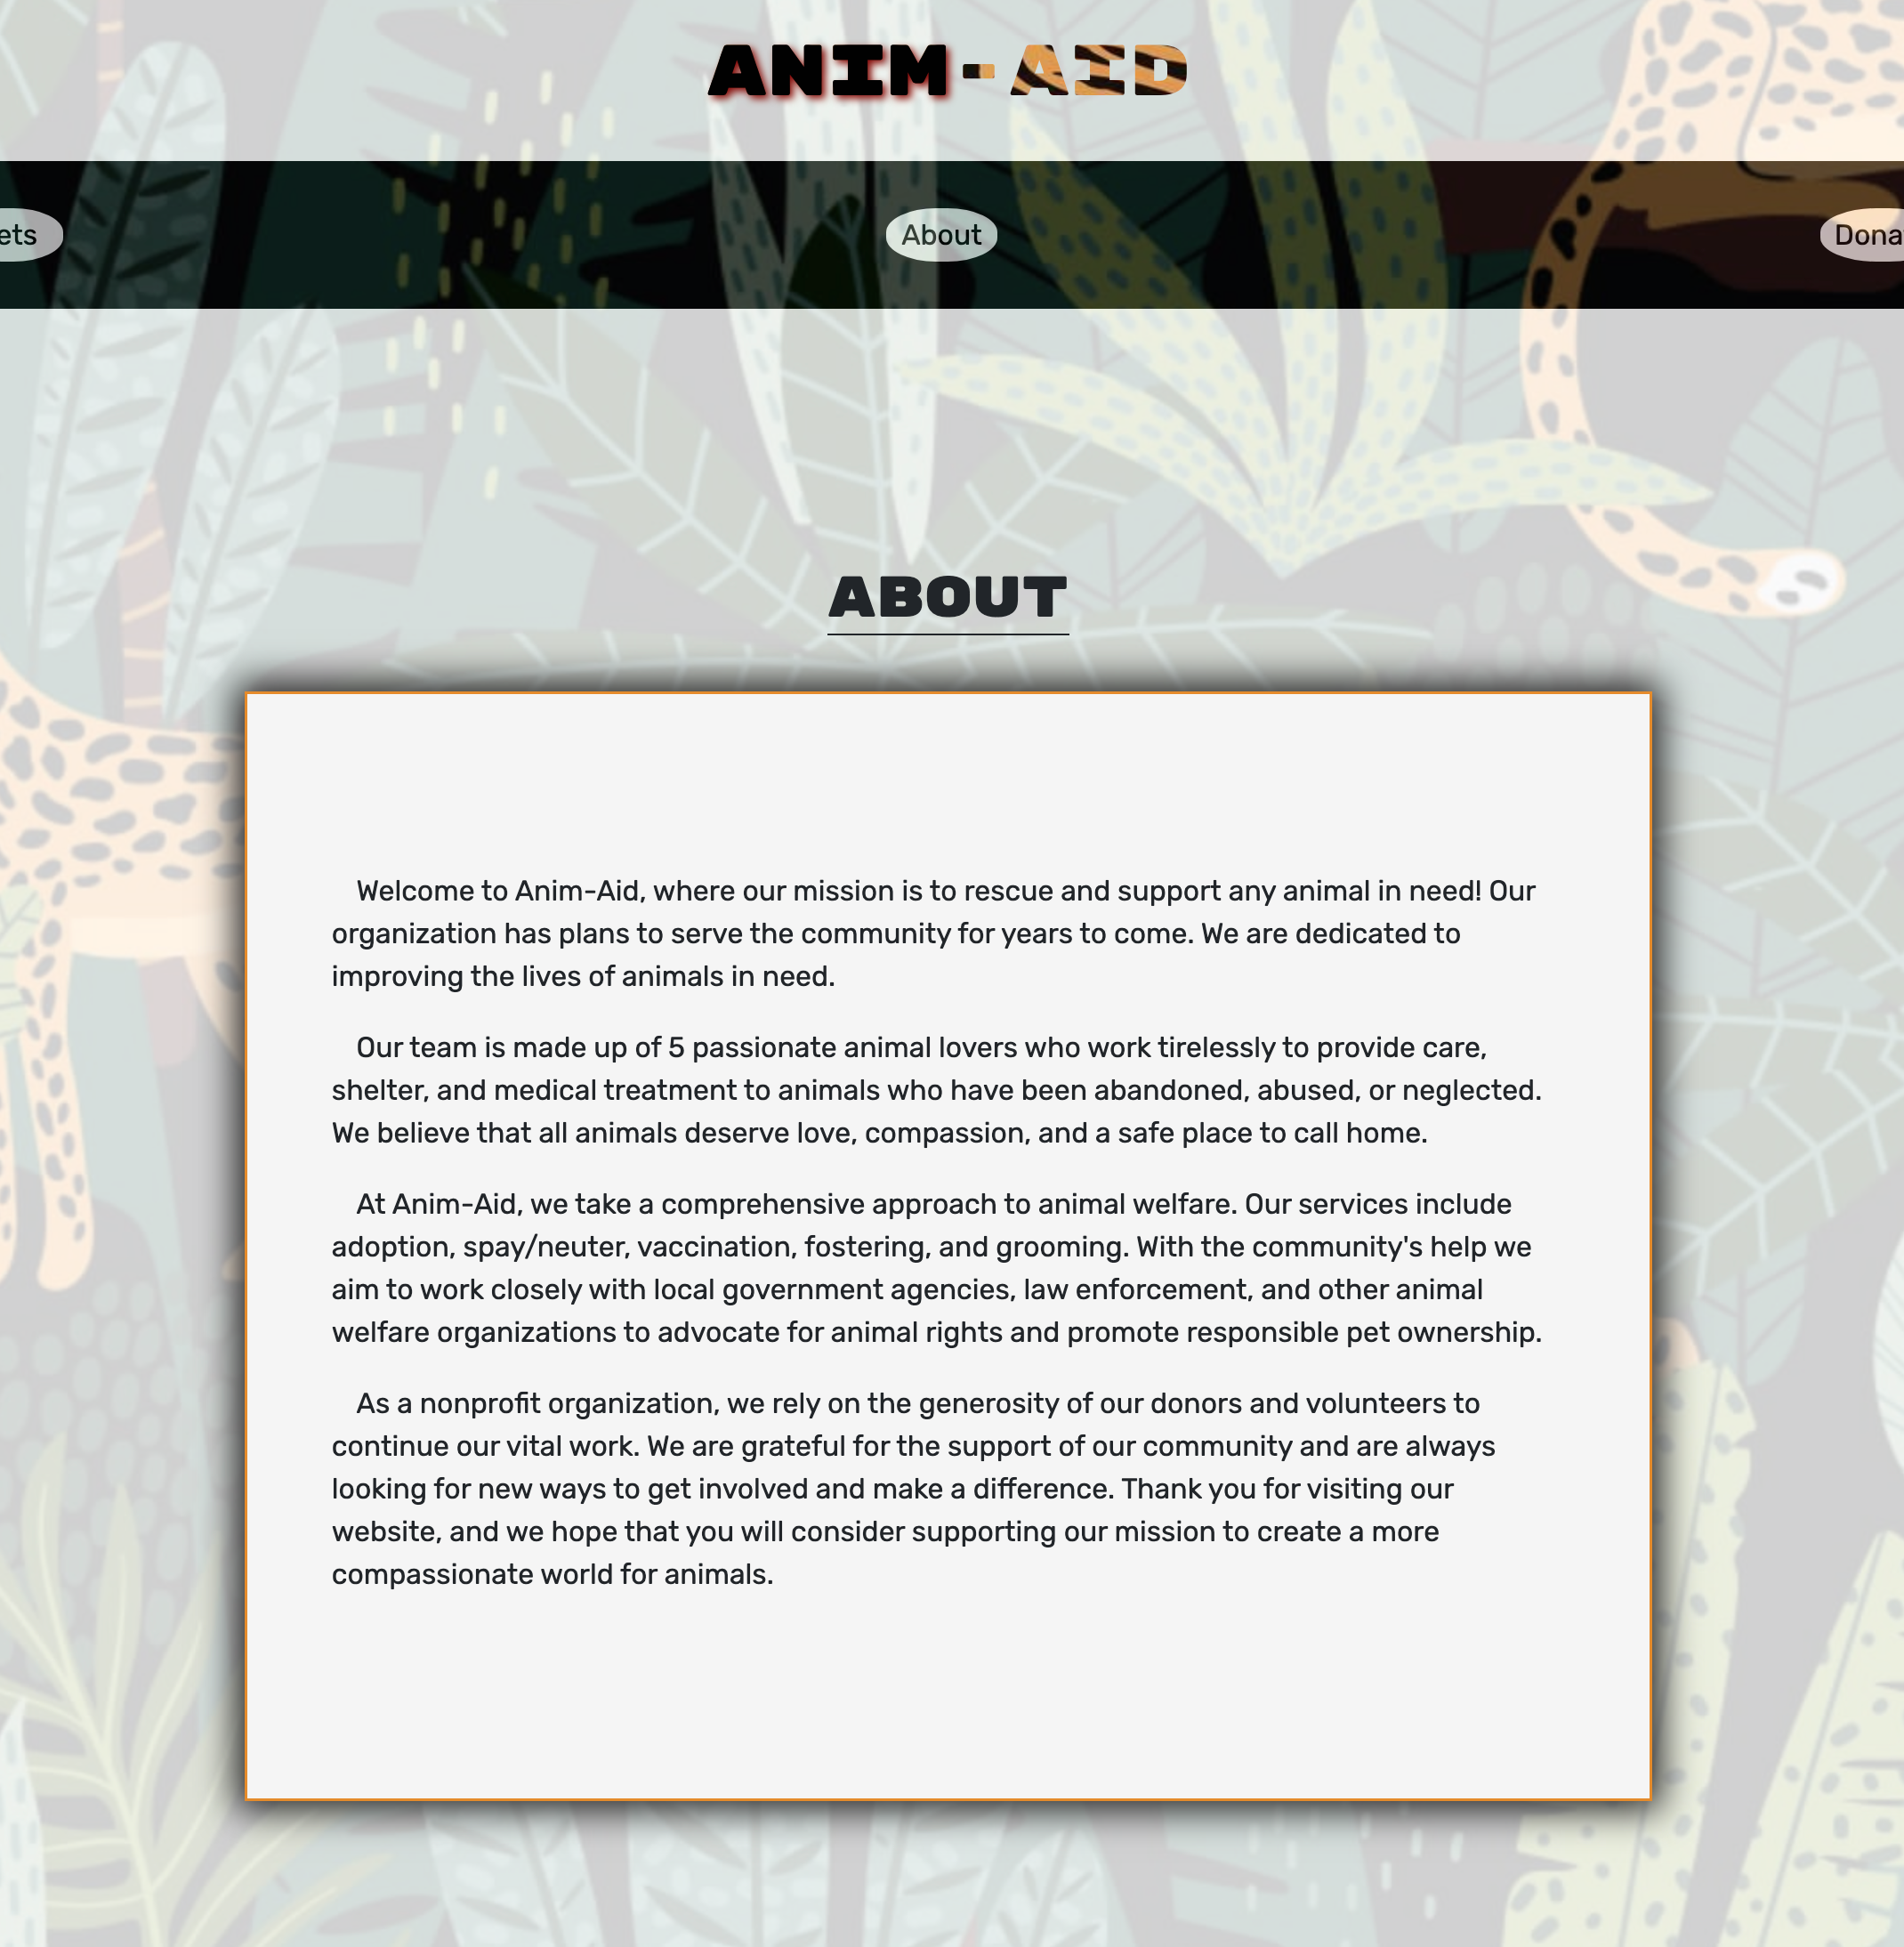 ANIM-AID
ets About Dona
ABOUT
Welcome to Anim-Aid, where our mission is to rescue and support any animal in need! Our
organization has plans to serve the community for years to come. We are dedicated to
improving the lives of animals in need.
Our team is made up of 5 passionate animal lovers who work tirelessly to provide care,
shelter, and medical treatment to animals who have been abandoned, abused, or neglected.
We believe that all animals deserve love, compassion, and a safe place to call home.
At Anim-Aid, we take a comprehensive approach to animal welfare. Our services include
adoption, spay/neuter, vaccination, fostering, and grooming. With the community's help we
aim to work closely with local government agencies, law enforcement, and other animal
welfare organizations to advocate for animal rights and promote responsible pet ownership.
As a nonprofit organization, we rely on the generosity of our donors and volunteers to
continue our vital work. We are grateful for the support of our community and are always
looking for new ways to get involved and make a difference. Thank you for visiting our
website, and we hope that you will consider supporting our mission to create a more
compassionate world for animals.